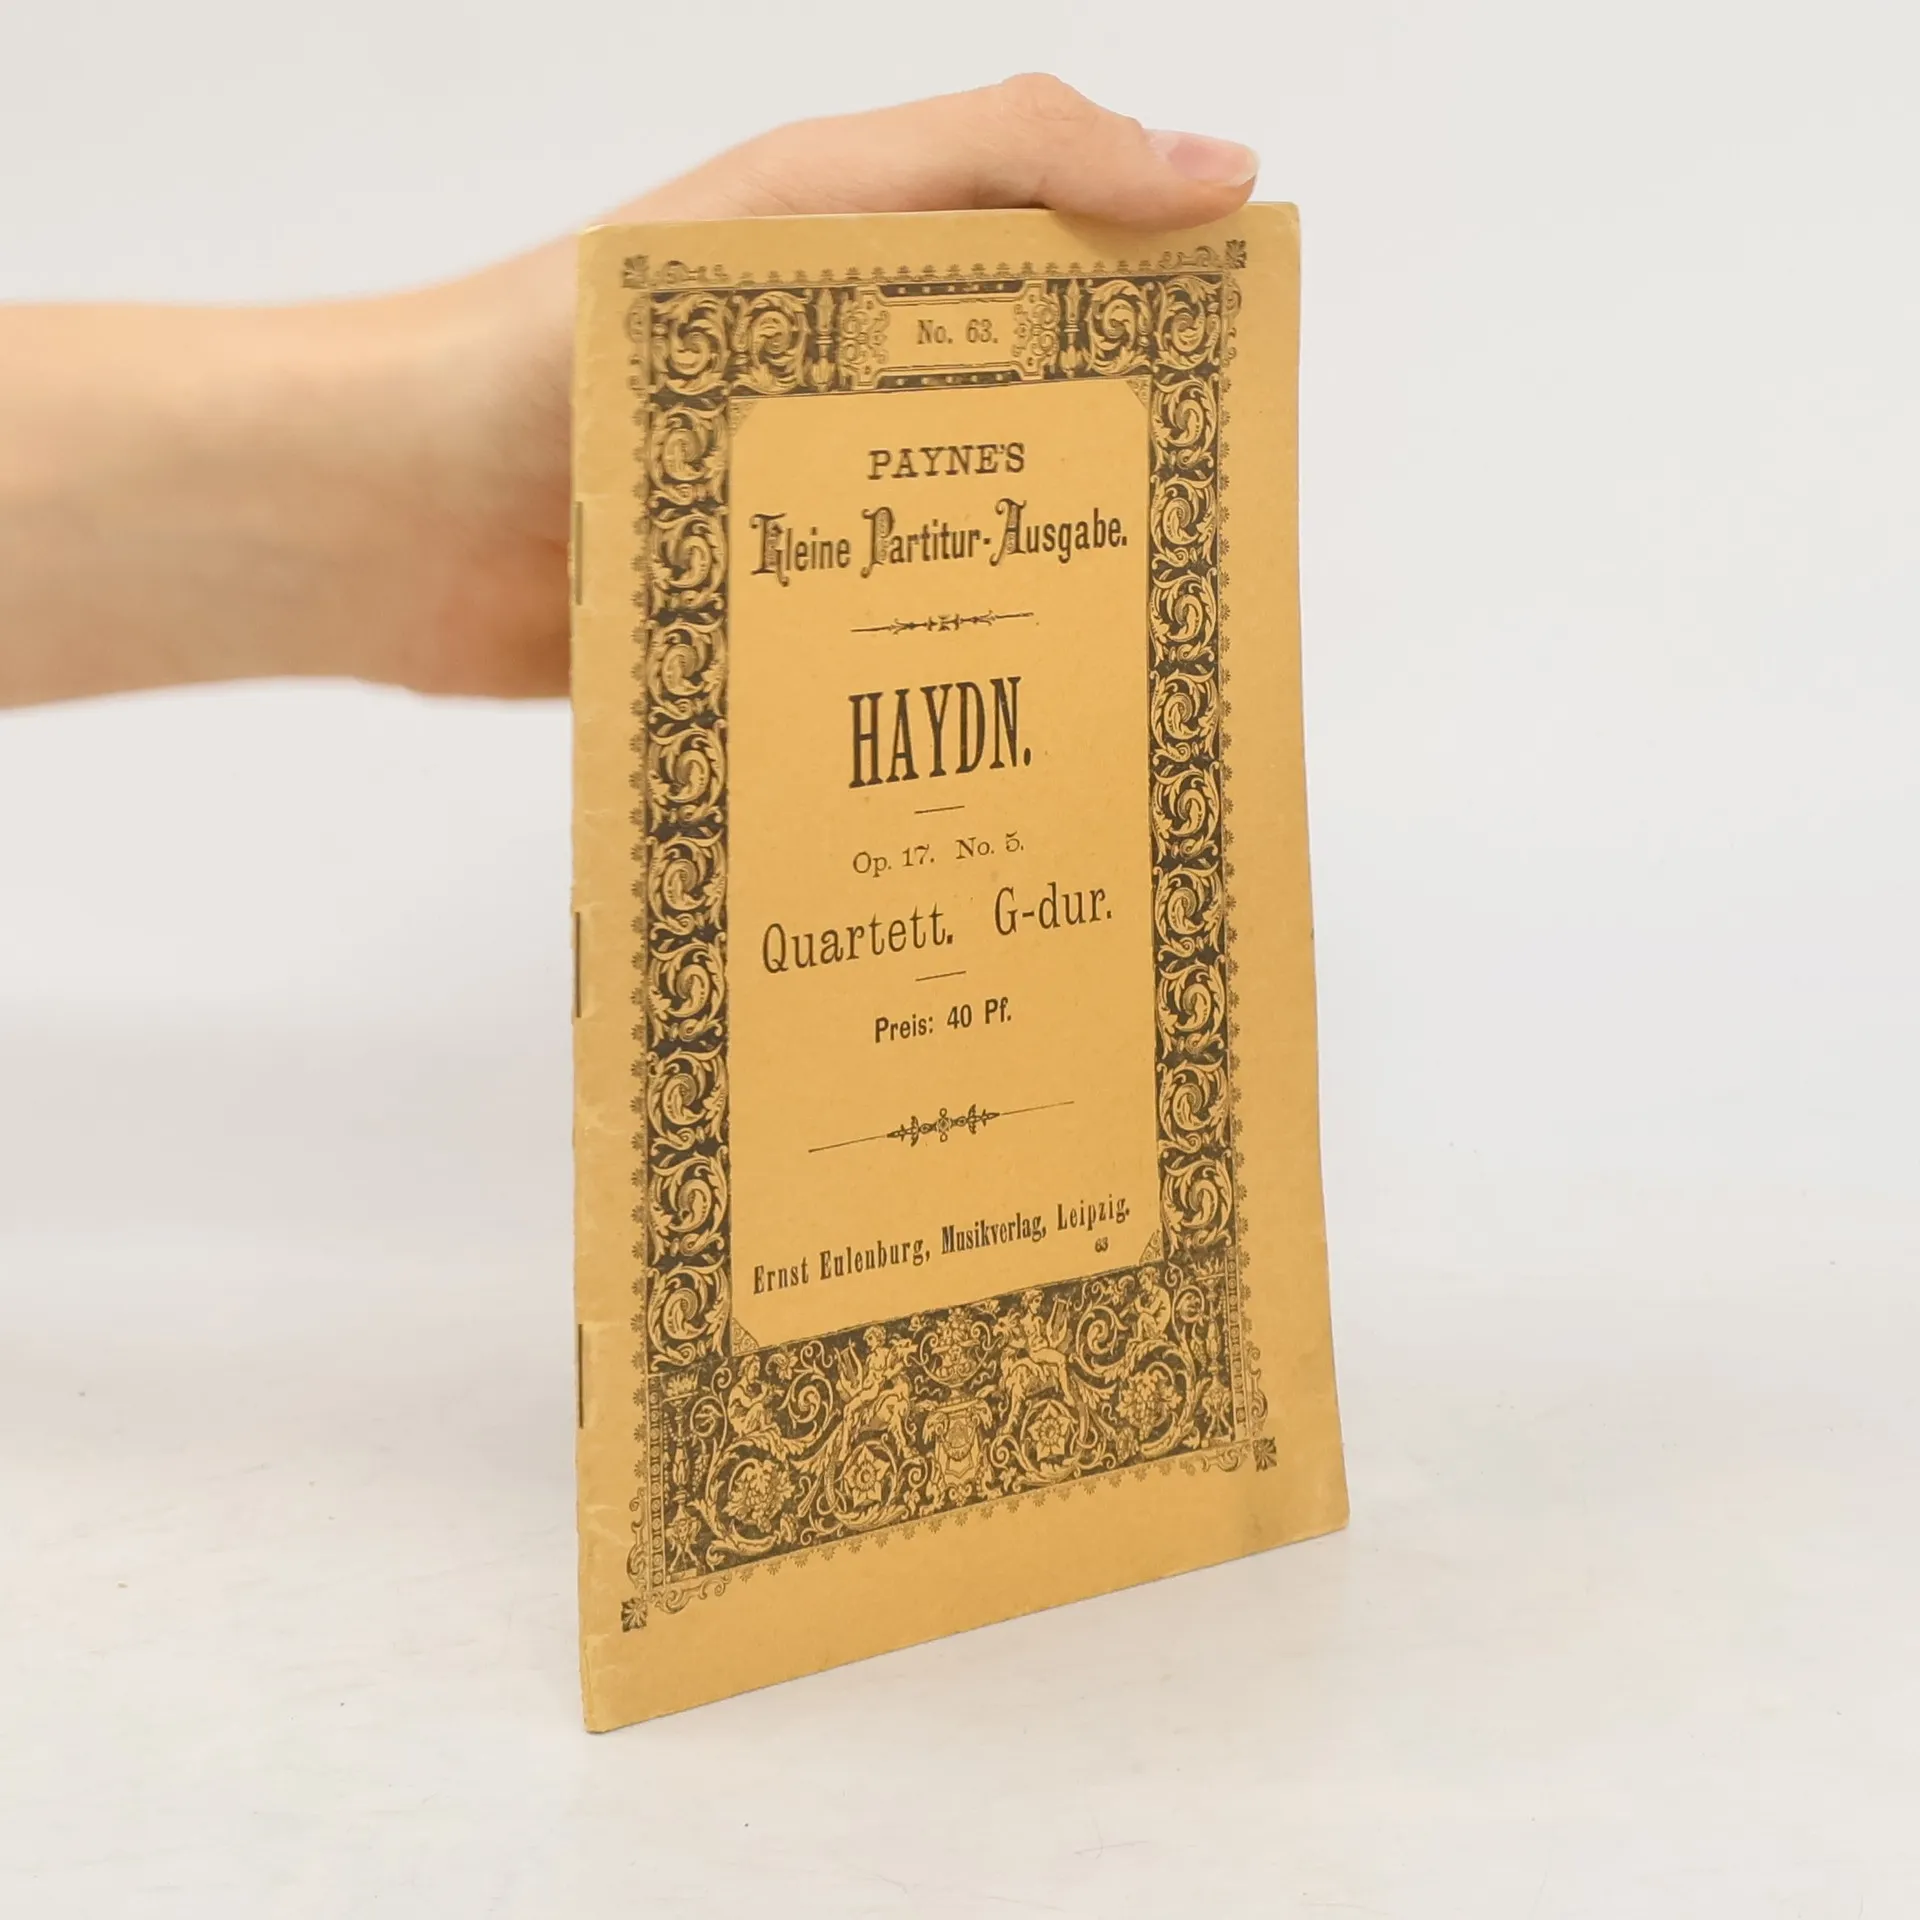 No. 63.
PAYNE'S
Kleine Partitur-Ausgabe.
HAYDN.
Op. 17. No. 5.
Quartett. G-dur.
Preis: 40 Pf.
Ernst Eulenburg, Musikverlag, Leipzig.
63